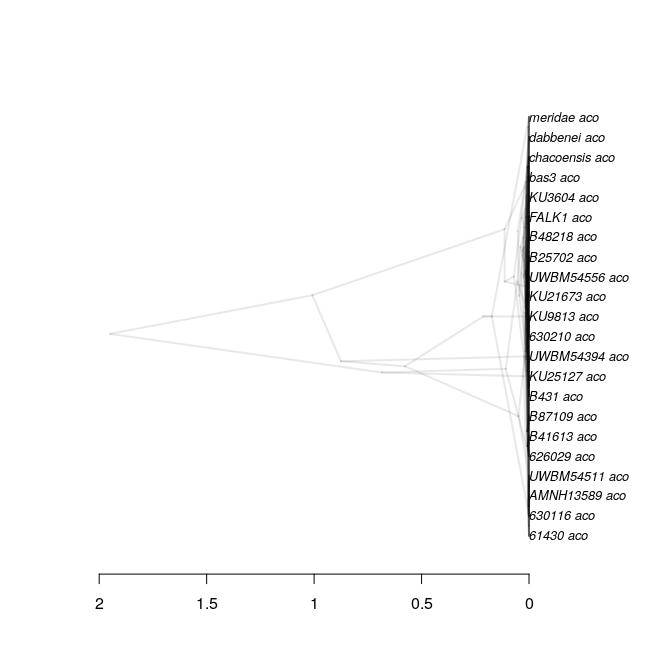 meridae aco
dabbenei aco
chacoensis aco
bas3 aco
KU3604 aco
FALK1 aco
B48218 aco
B25702 aco
UWBM54556 aco
KU21673 aco
KU9813 aco
630210 aco
UWBM54394 aco
KU25127 aco
B431 aco
B87109 aco
B41613 aco
626029 aco
UWBM54511 aco
AMNH13589 aco
630116 aco
61430 aco
2 1.5 1 0.5 0